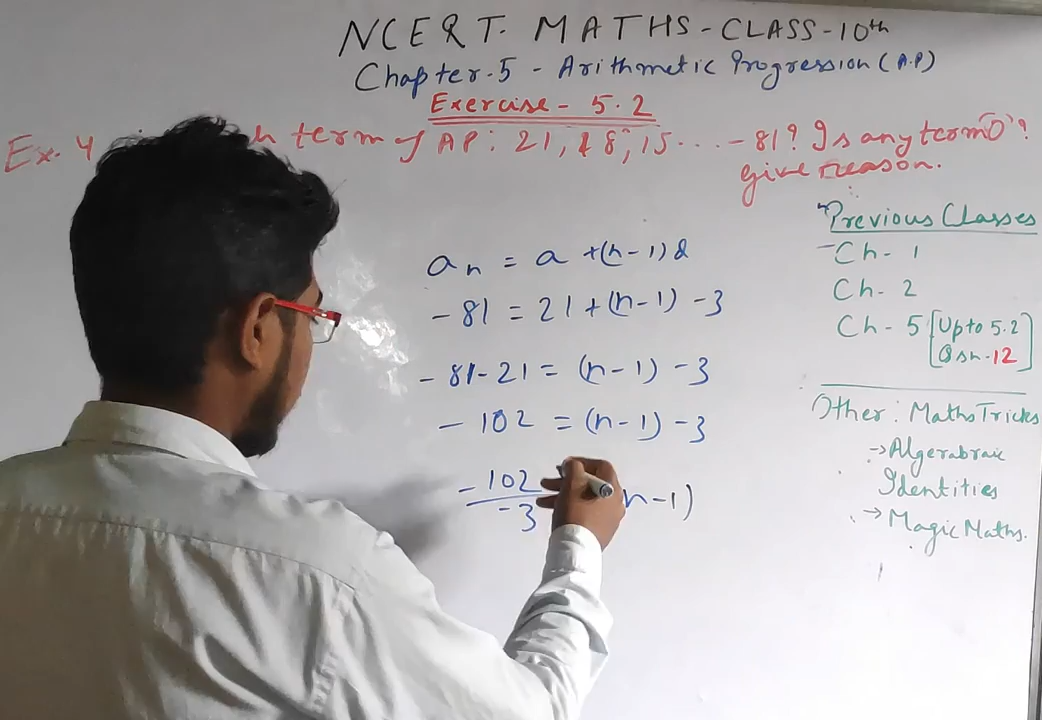 NCERT. MATHS - CLASS - 10th
Chapter.5 - Arithmetic Progression (A.P)
Exercise - 5.2
Ex. 4 term of AP: 21, 18, 15... -81? Is any term '0'?
give reason.
an = a + (n-1) d
-81 = 21 + (n-1) -3
-81-21 = (n-1) -3
-102 = (n-1) -3
-102
-3
n-1)
Previous Classes
Ch - 1
Ch - 2
Ch - 5 [Upto 5.2
Qsn-12]
Other: Maths Tricks
→ Algerabraic
Identities
→ Magic Maths.